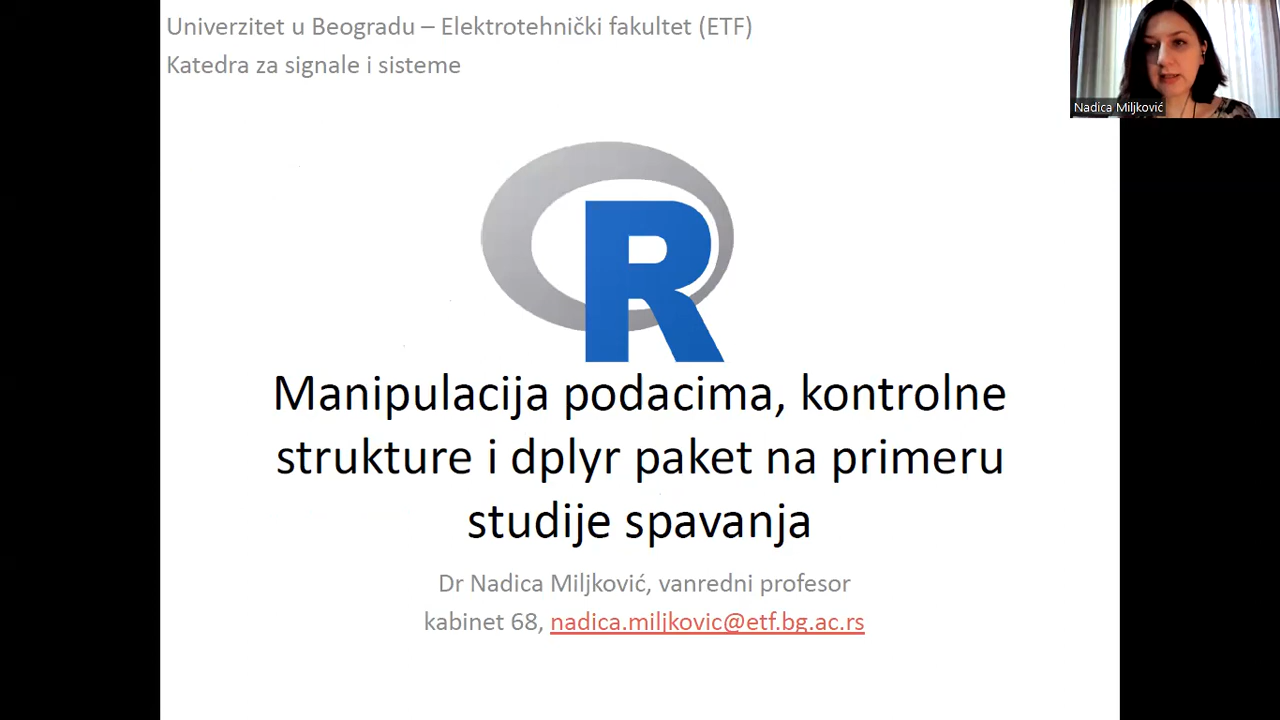 Univerzitet u Beogradu – Elektrotehnički fakultet (ETF)
Katedra za signale i sisteme
Nadica Miljković
R
Manipulacija podacima, kontrolne
strukture i dplyr paket na primeru
studije spavanja
Dr Nadica Miljković, vanredni profesor
kabinet 68, nadica.miljkovic@etf.bg.ac.rs